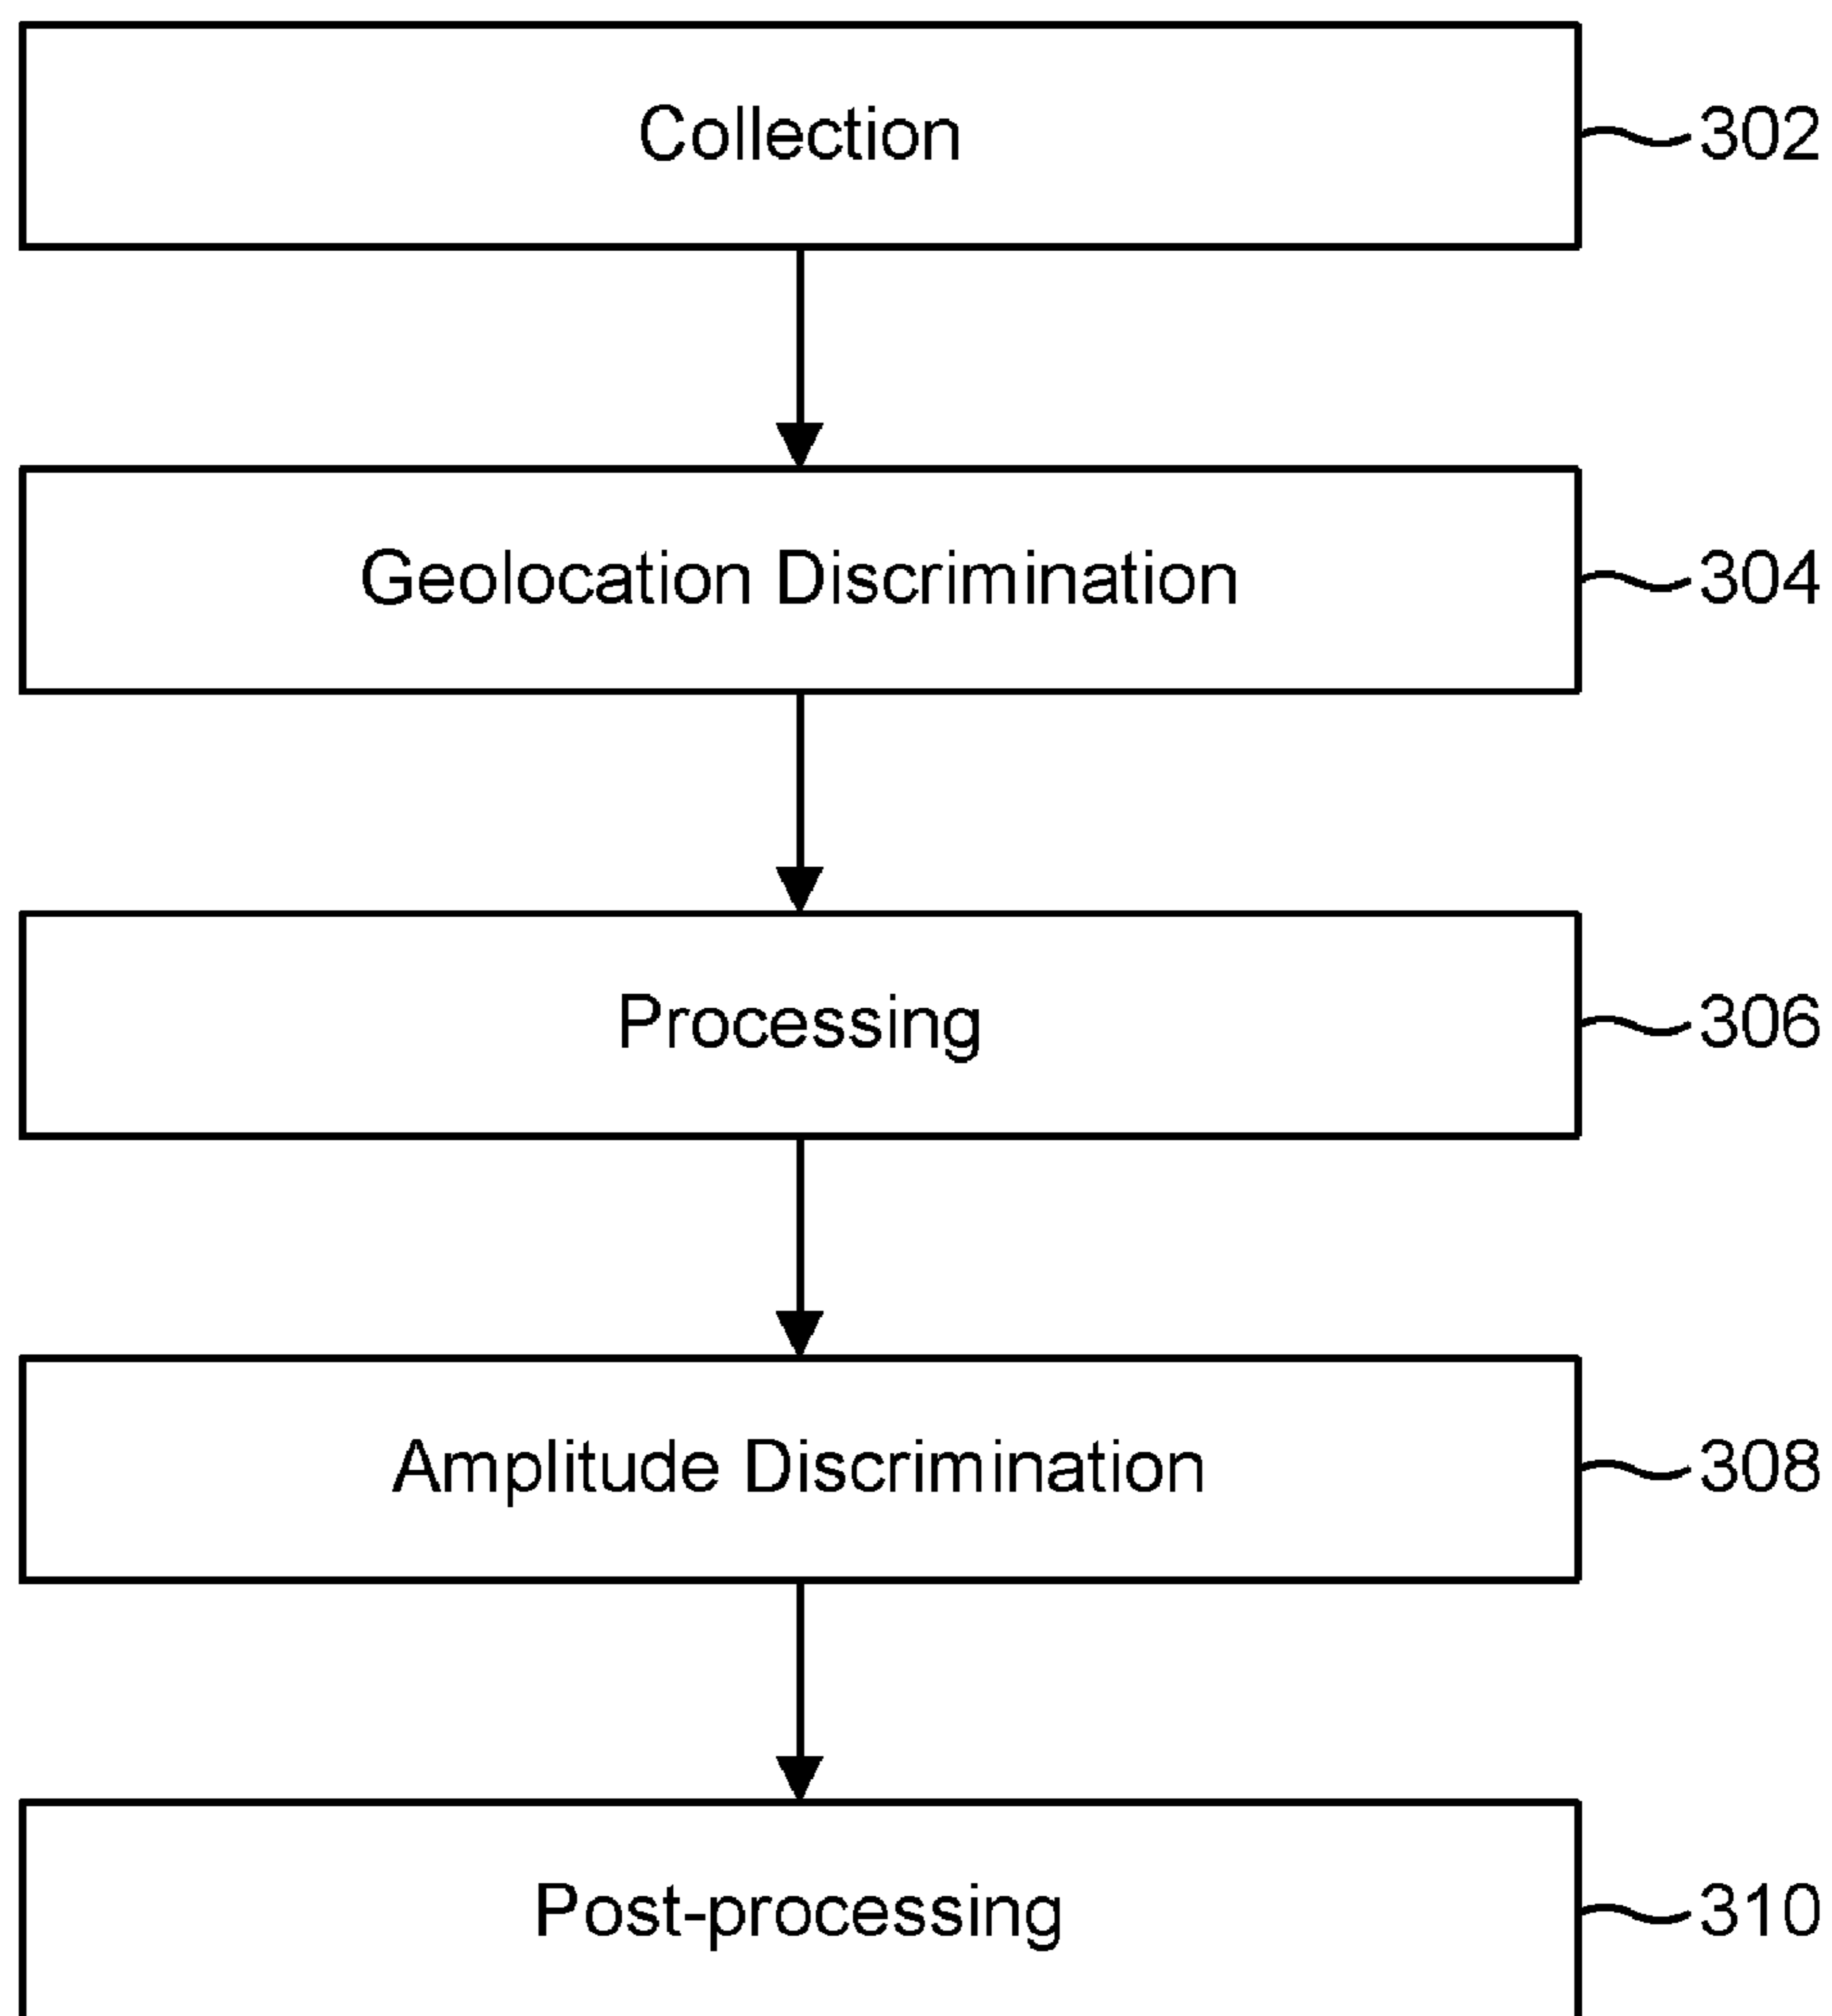 Collection 302
Geolocation Discrimination 304
Processing 306
Amplitude Discrimination 308
Post-processing 310